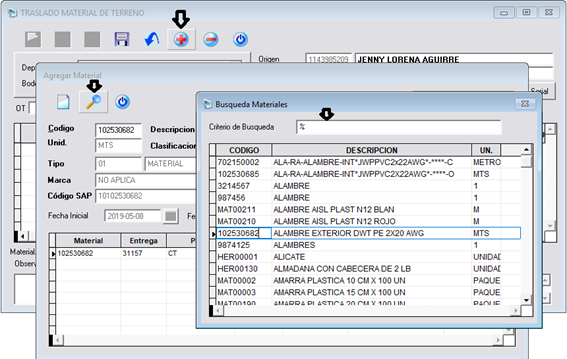 TRASLADO MATERIAL DE TERRENO
Origen 1143985209 JENNY LORENA AGUIRRE
Dep
Bode
Serial
OT
Agregar Material
Codigo 102530682 Descripcion
Unid. MTS Clasificacion
Tipo 01 MATERIAL
Marca NO APLICA
Código SAP 10102530682
Fecha Inicial 2019-05-08 Fe
Material Entrega P
102530682 31157 CT
Material
Obser
Busqueda Materiales
Criterio de Busqueda %
CODIGO DESCRIPCION UN.
702150002 ALA-RA-ALAMBRE-INT*JWPPVC2x22AWG*-****-O METRO
102530685 ALA-RA-ALAMBRE-INT*JWPPVC2X22AWG*-****-O MTS
3214567 ALAMBRE 1
987456 ALAMBRE 1
MAT00211 ALAMBRE AISL PLAST N12 BLAN M
MAT00210 ALAMBRE AISL PLAST N12 ROJO M
102530682 ALAMBRE EXTERIOR DWT PE 2X20 AWG MTS
9874125 ALAMBRES 1
HER00001 ALICATE UNIDAD
HER00130 ALMADANA CON CABECERA DE 2 LB UNIDAD
MAT00002 AMARRA PLASTICA 10 CM X 100 UN PAQUE
MAT00003 AMARRA PLASTICA 15 CM X 100 UN PAQUE
MAT00190 AMARRA PLASTICA 20 CM X 100 UN PAQUE